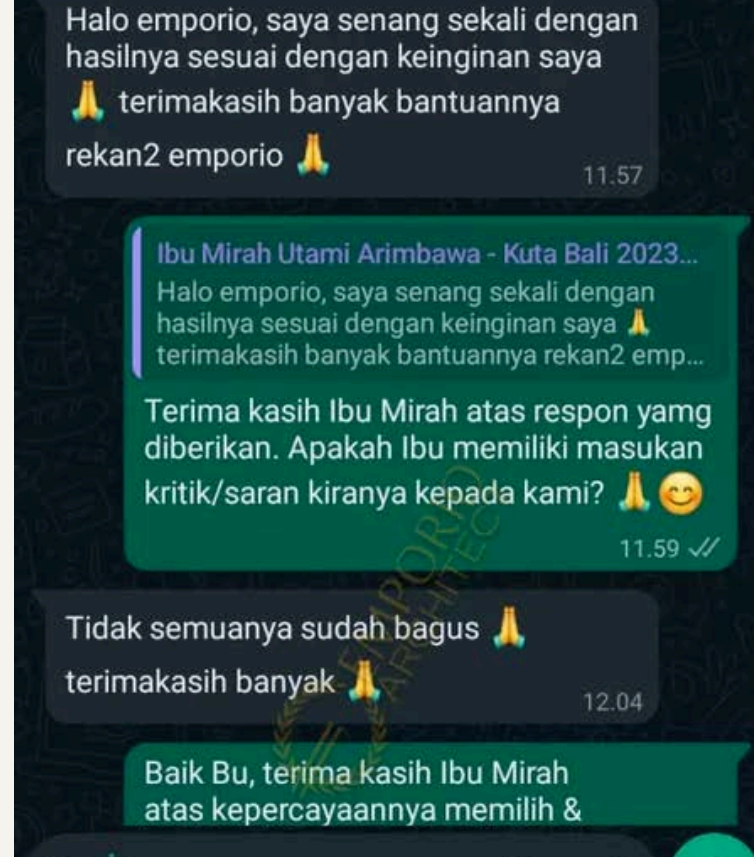 Halo emporio, saya senang sekali dengan
hasilnya sesuai dengan keinginan saya
🙏 terimakasih banyak bantuannya
rekan2 emporio 🙏
11.57
Ibu Mirah Utami Arimbawa - Kuta Bali 2023...
Halo emporio, saya senang sekali dengan
hasilnya sesuai dengan keinginan saya 🙏
terimakasih banyak bantuannya rekan2 emp...
Terima kasih Ibu Mirah atas respon yamg
diberikan. Apakah Ibu memiliki masukan
kritik/saran kiranya kepada kami? 🙏😊
11.59
Tidak semuanya sudah bagus 🙏
terimakasih banyak 🙏
12.04
EMPORIO
ARCHITECT
Baik Bu, terima kasih Ibu Mirah
atas kepercayaannya memilih &